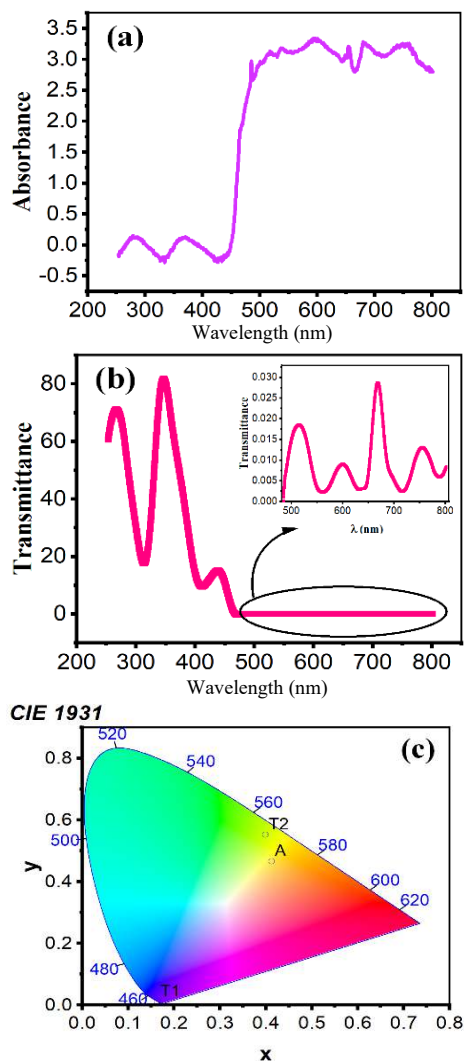 (a)
Absorbance
3.5
3.0
2.5
2.0
1.5
1.0
0.5
0.0
-0.5
200 300 400 500 600 700 800 900
Wavelength (nm)
(b)
Transmittance
80
60
40
20
0
200 300 400 500 600 700 800 900
Wavelength (nm)
Transmittance
0.030
0.025
0.020
0.015
0.010
0.005
0.000
500 600 700 800
λ (nm)
CIE 1931
(c)
y
0.8
0.6
0.4
0.2
0.0
0.0 0.1 0.2 0.3 0.4 0.5 0.6 0.7 0.8
x
520
540
560
T2
500
A
580
600
620
480
T1
460